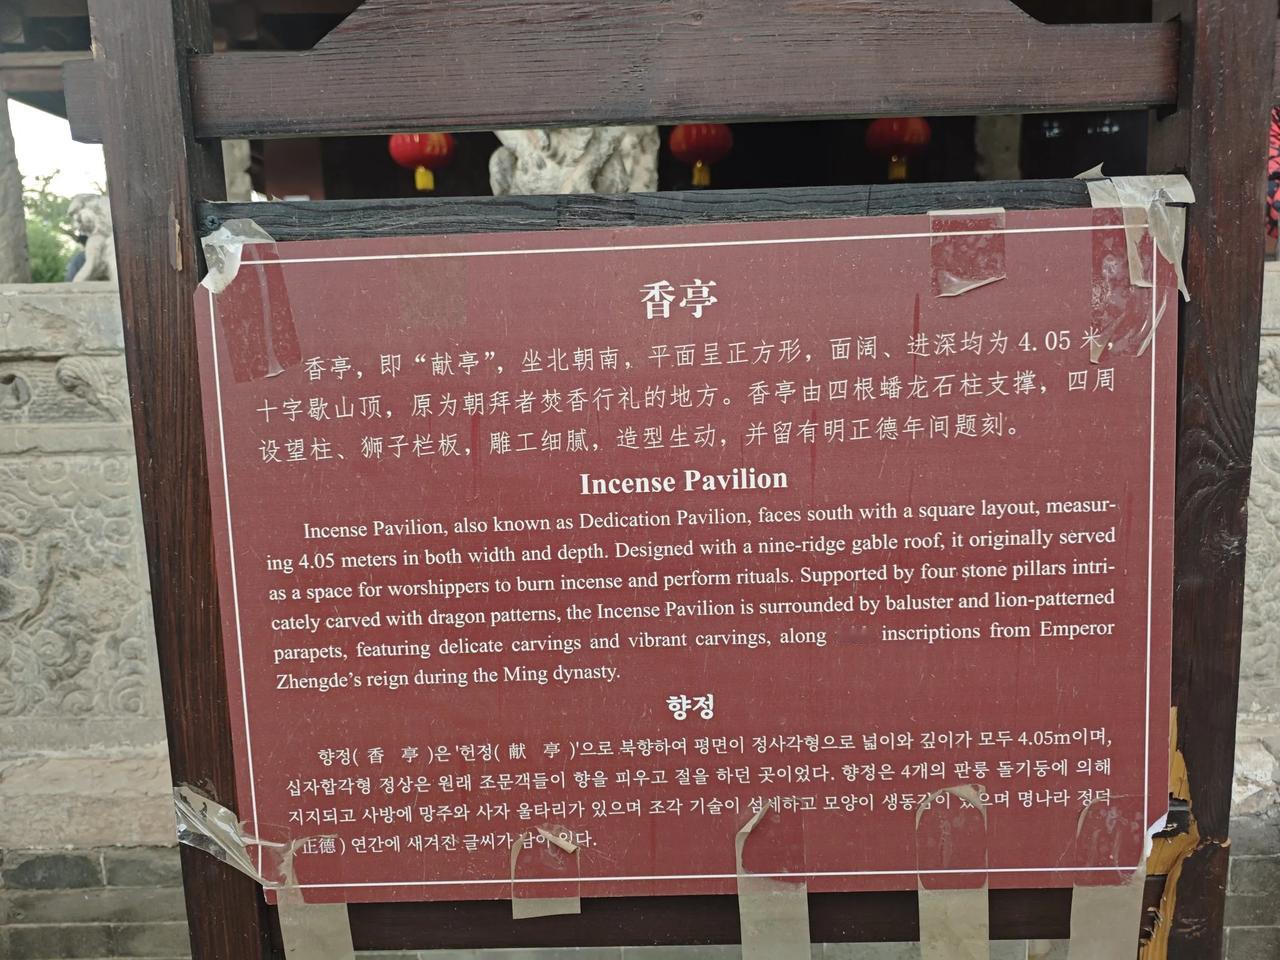 香亭
香亭，即“献亭”，坐北朝南，平面呈正方形，面阔、进深均为 4.05 米，
十字歇山顶，原为朝拜者焚香行礼的地方。香亭由四根蟠龙石柱支撑，四周
设望柱、狮子栏板，雕工细腻，造型生动，并留有明正德年间题刻。
Incense Pavilion
Incense Pavilion, also known as Dedication Pavilion, faces south with a square layout, measur-
ing 4.05 meters in both width and depth. Designed with a nine-ridge gable roof, it originally served
as a space for worshippers to burn incense and perform rituals. Supported by four stone pillars intri-
cately carved with dragon patterns, the Incense Pavilion is surrounded by baluster and lion-patterned
parapets, featuring delicate carvings and vibrant carvings, along inscriptions from Emperor
Zhengde's reign during the Ming dynasty.
향정
향정( 香 亭 )은 '헌정( 献 亭 )'으로 북향하여 평면이 정사각형으로 넓이와 깊이가 모두 4.05m이며,
십자합각형 정상은 원래 조문객들이 향을 피우고 절을 하던 곳이었다. 향정은 4개의 판룽 돌기둥에 의해
지지되고 사방에 망주와 사자 울타리가 있으며 조각 기술이 섬세하고 모양이 생동감이 있으며 명나라 정덕
(正德) 연간에 새겨진 글씨가 남아 있다.